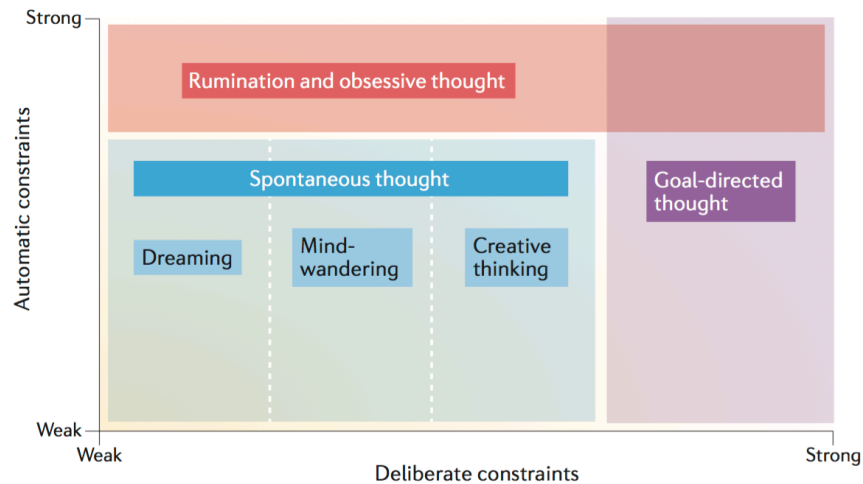 Strong
Automatic constraints
Rumination and obsessive thought
Spontaneous thought
Goal-directed
thought
Dreaming
Mind-
wandering
Creative
thinking
Weak
Weak
Strong
Deliberate constraints